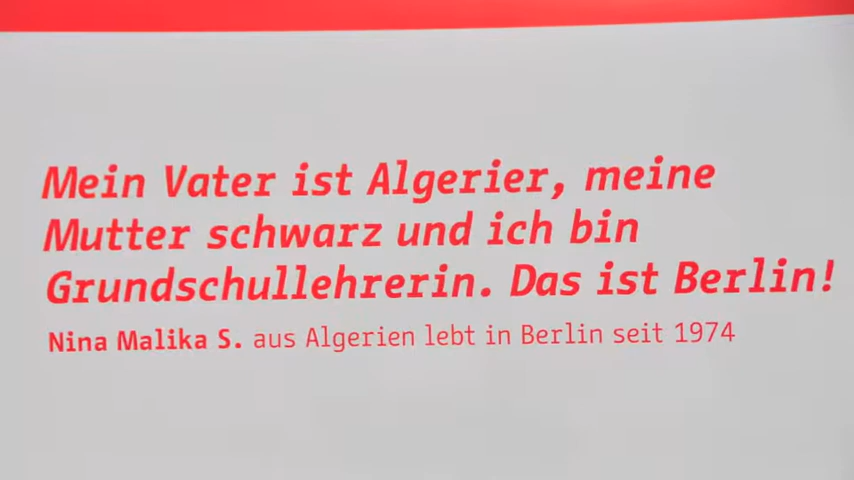 Mein Vater ist Algerier, meine
Mutter schwarz und ich bin
Grundschullehrerin. Das ist Berlin!
Nina Malika S. aus Algerien lebt in Berlin seit 1974